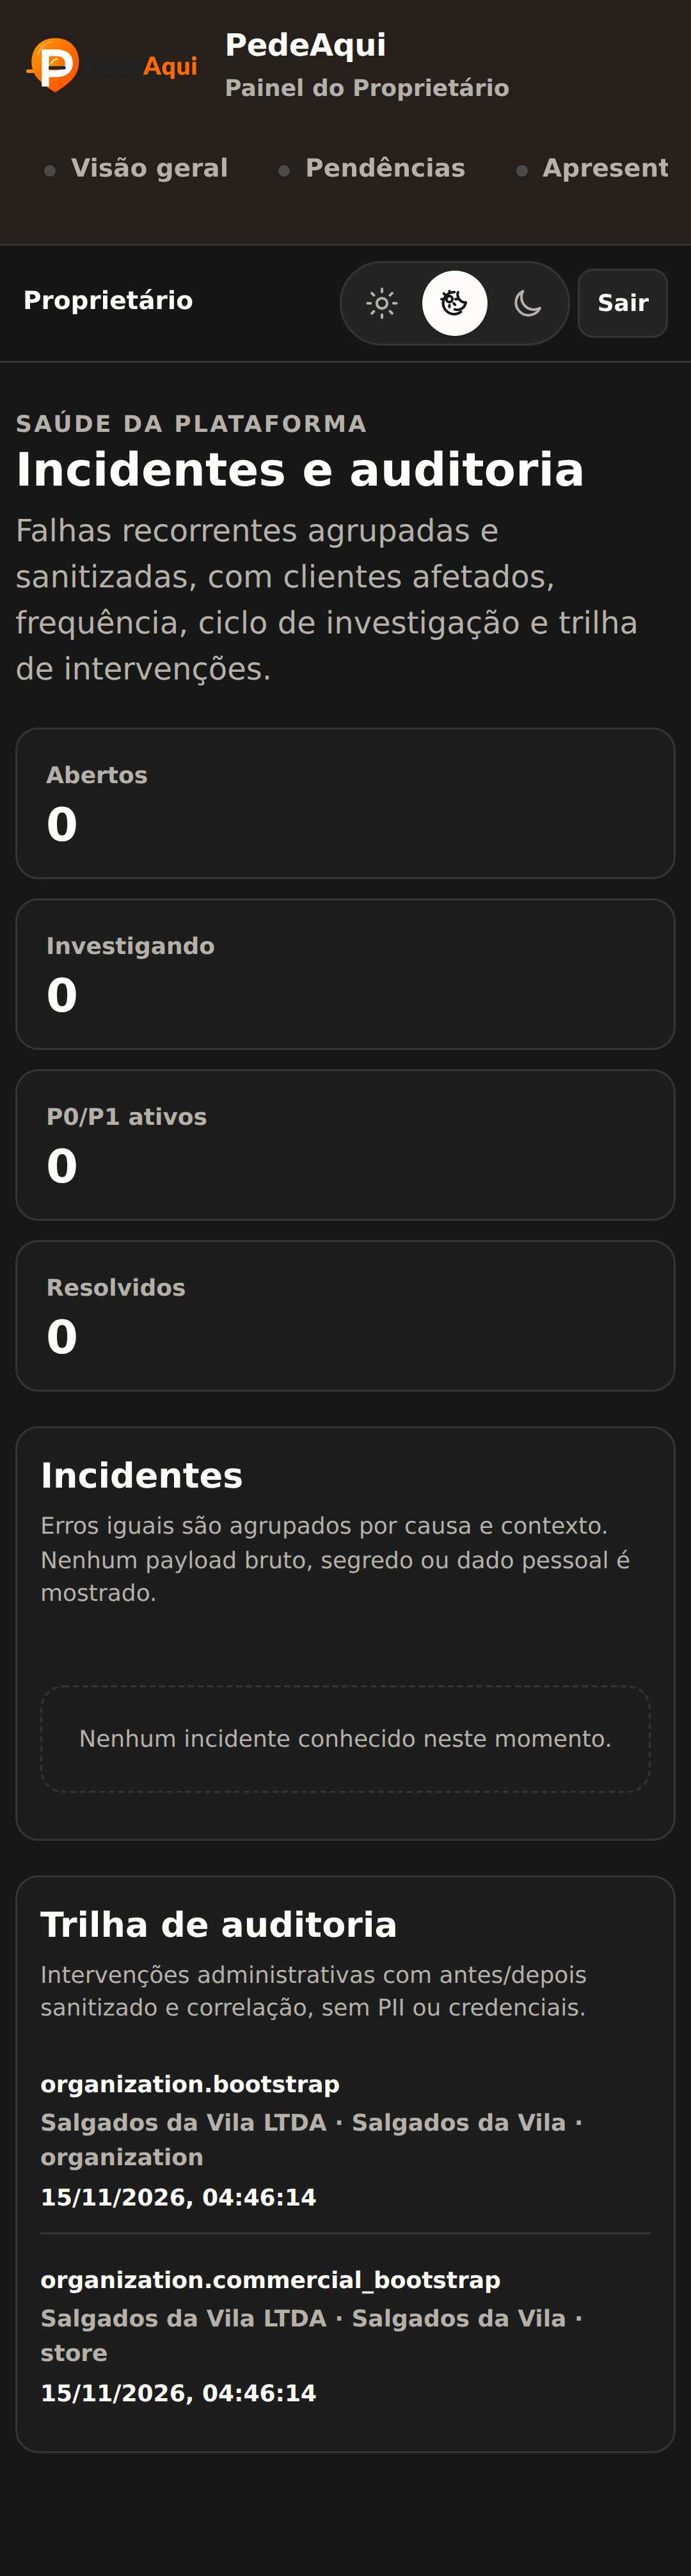 Aqui
PedeAqui
Painel do Proprietário
Visão geral
Pendências
Apresent
Proprietário
Sair
SAÚDE DA PLATAFORMA
Incidentes e auditoria
Falhas recorrentes agrupadas e
sanitizadas, com clientes afetados,
frequência, ciclo de investigação e trilha
de intervenções.
Abertos
0
Investigando
0
P0/P1 ativos
0
Resolvidos
0
Incidentes
Erros iguais são agrupados por causa e contexto.
Nenhum payload bruto, segredo ou dado pessoal é
mostrado.
Nenhum incidente conhecido neste momento.
Trilha de auditoria
Intervenções administrativas com antes/depois
sanitizado e correlação, sem PII ou credenciais.
organization.bootstrap
Salgados da Vila LTDA · Salgados da Vila ·
organization
15/11/2026, 04:46:14
organization.commercial_bootstrap
Salgados da Vila LTDA · Salgados da Vila ·
store
15/11/2026, 04:46:14